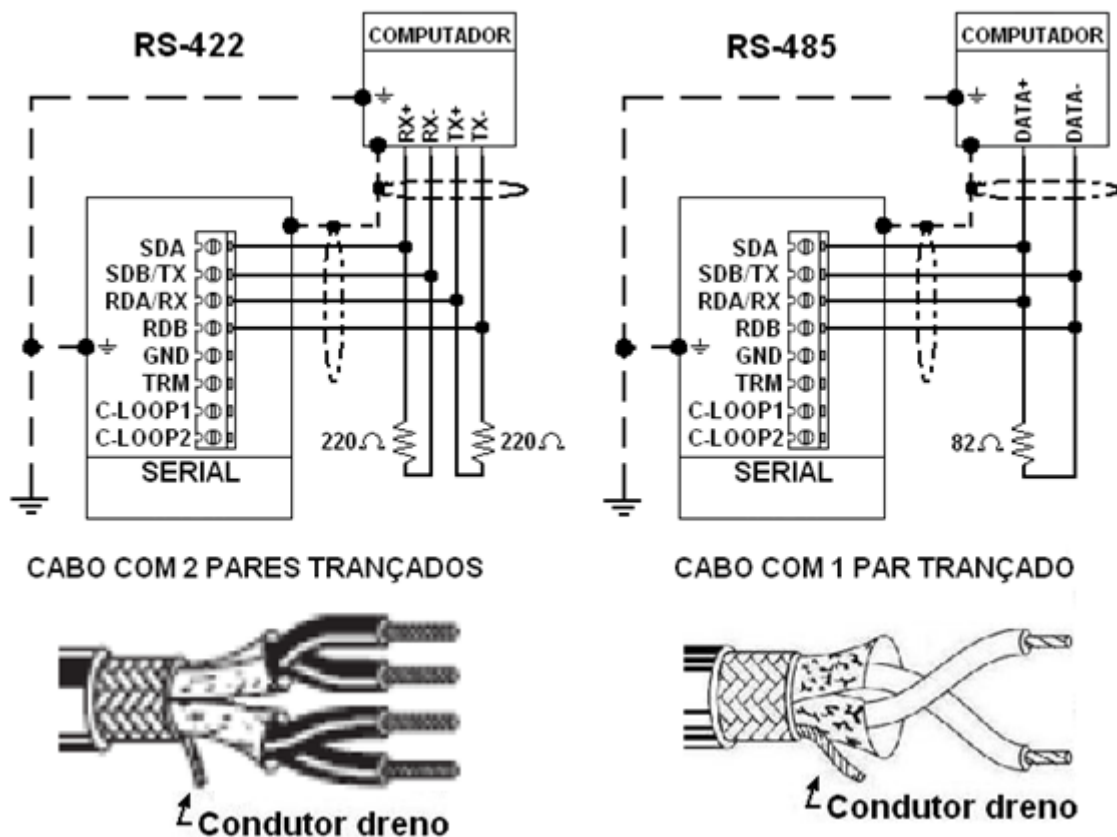 RS-422
COMPUTADOR
RX+
RX-
TX+
TX-
SDA
SDB/TX
RDA/RX
RDB
GND
TRM
C-LOOP1
C-LOOP2
SERIAL
220Ω
220Ω
CABO COM 2 PARES TRANÇADOS
Condutor dreno
RS-485
COMPUTADOR
DATA+
DATA-
SDA
SDB/TX
RDA/RX
RDB
GND
TRM
C-LOOP1
C-LOOP2
SERIAL
82Ω
CABO COM 1 PAR TRANÇADO
Condutor dreno